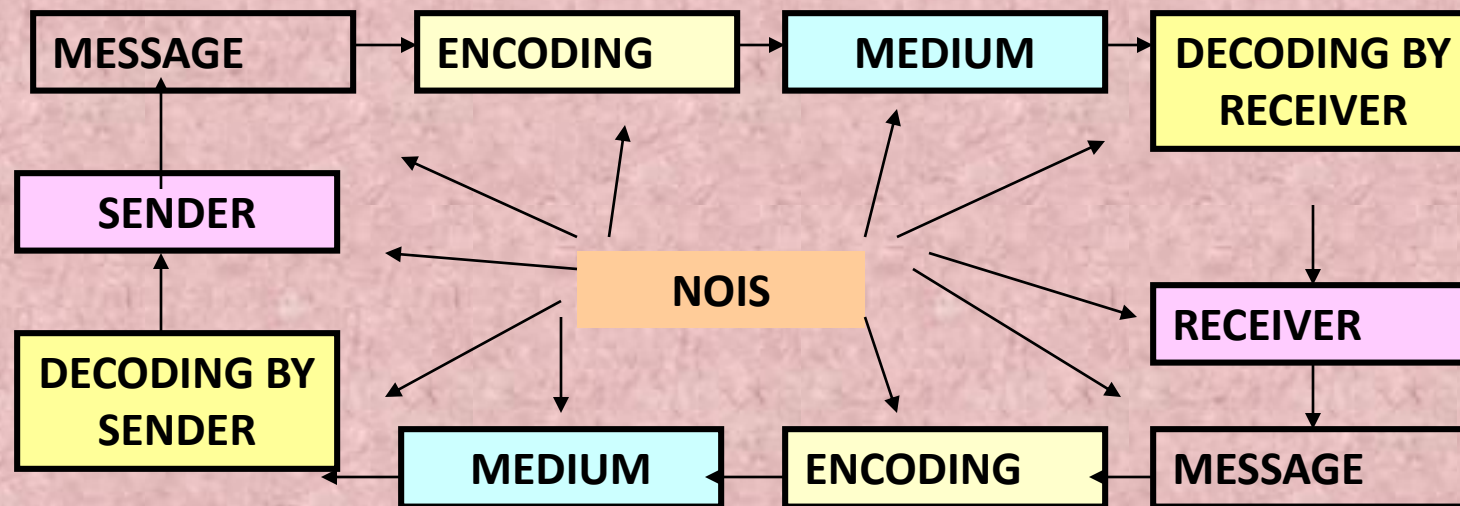 MESSAGE
ENCODING
MEDIUM
DECODING BY
RECEIVER
SENDER
NOIS
RECEIVER
DECODING BY
SENDER
MEDIUM
ENCODING
MESSAGE